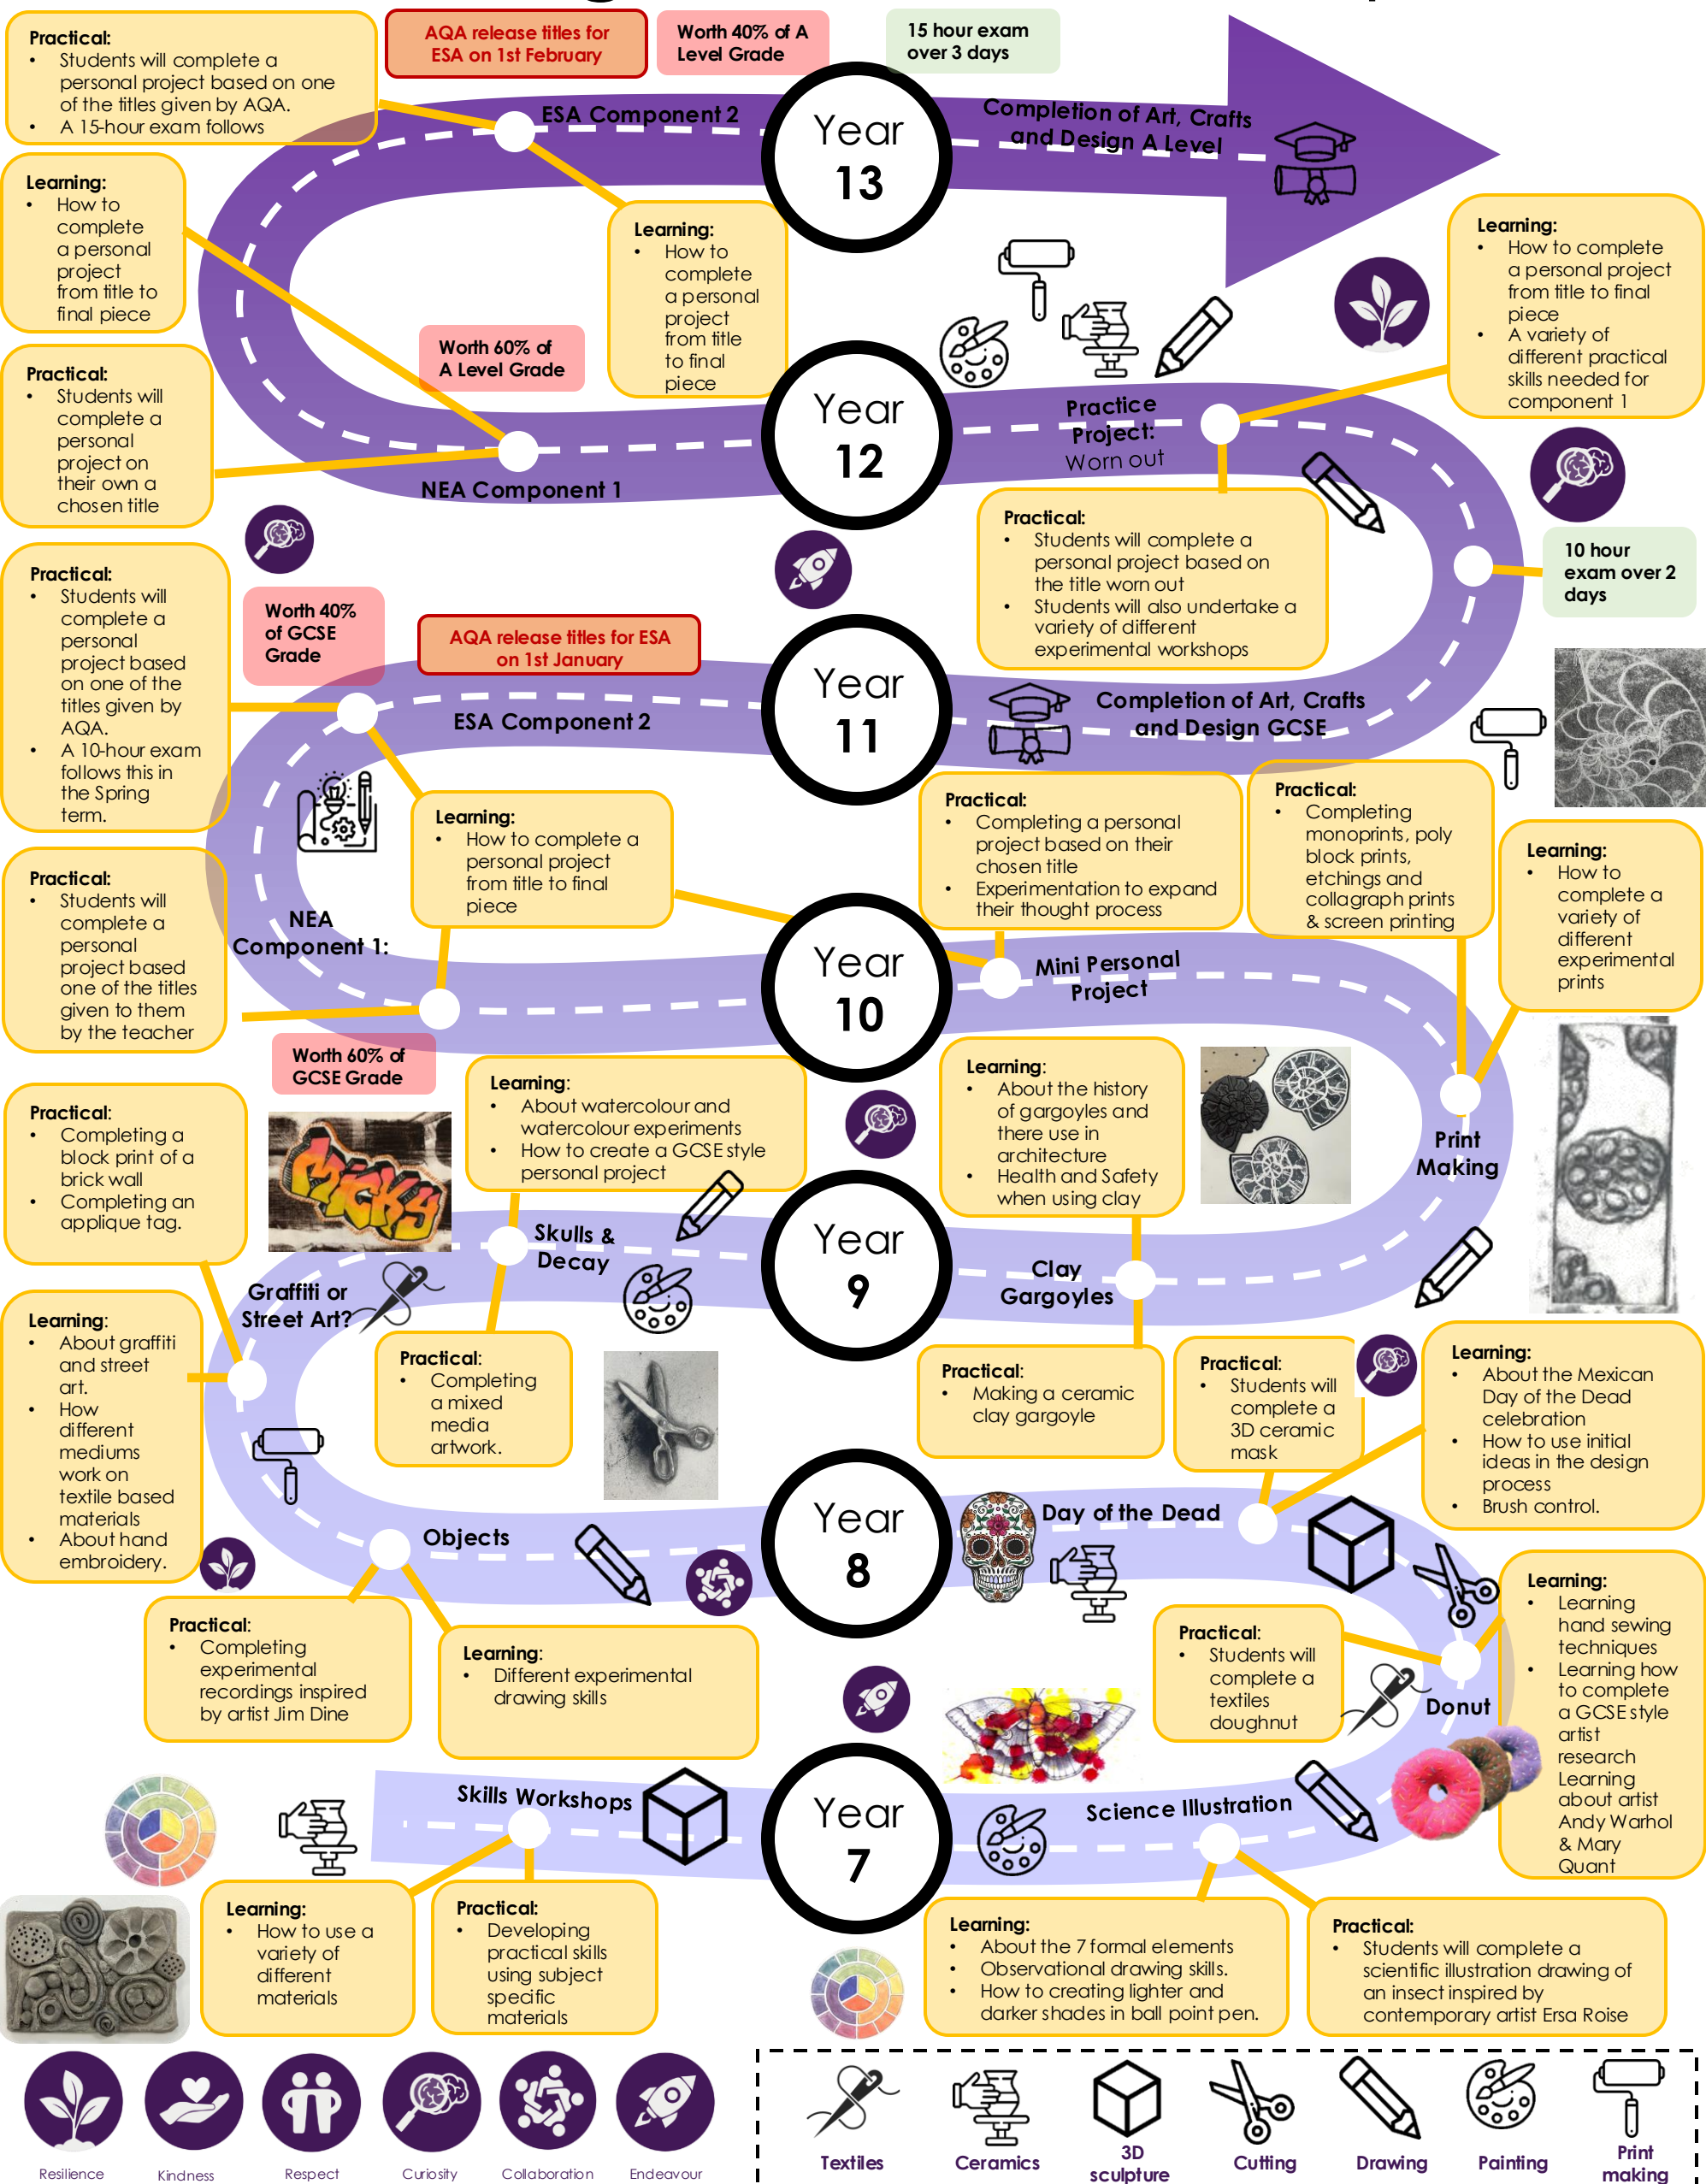 Practical:
• Students will complete a
personal project based on one
of the titles given by AQA.
• A 15-hour exam follows
AQA release titles for
ESA on 1st February
Worth 40% of A
Level Grade
15 hour exam
over 3 days
ESA Component 2
Year
13
Completion of Art, Crafts
and Design A Level
Learning:
• How to
complete
a personal
project
from title to
final piece
Learning:
• How to
complete
a personal
project
from title
to final
piece
Learning:
• How to complete
a personal project
from title to final
piece
• A variety of
different practical
skills needed for
component 1
Practical:
• Students will
complete a
personal
project on
their own a
chosen title
Worth 60% of
A Level Grade
NEA Component 1
Year
12
Practice
Project:
Worn out
Practical:
• Students will complete a
personal project based on
the title worn out
• Students will also undertake a
variety of different
experimental workshops
10 hour
exam over 2
days
Practical:
• Students will
complete a
personal
project based
on one of the
titles given by
AQA.
• A 10-hour exam
follows this in
the Spring
term.
Worth 40%
of GCSE
Grade
AQA release titles for ESA
on 1st January
ESA Component 2
Year
11
Completion of Art, Crafts
and Design GCSE
Learning:
• How to complete a
personal project
from title to final
piece
Practical:
• Completing a personal
project based on their
chosen title
• Experimentation to expand
their thought process
Practical:
• Completing
monoprints, poly
block prints,
etchings and
collagraph prints
& screen printing
Learning:
• How to
complete a
variety of
different
experimental
prints
Practical:
• Students will
complete a
personal
project based
one of the titles
given to them
by the teacher
NEA
Component 1:
Worth 60% of
GCSE Grade
Year
10
Mini Personal
Project
Print
Making
Practical:
• Completing a
block print of a
brick wall
• Completing an
applique tag.
Micky
Learning:
• About watercolour and
watercolour experiments
• How to create a GCSE style
personal project
Learning:
• About the history
of gargoyles and
there use in
architecture
• Health and Safety
when using clay
Skulls &
Decay
Graffiti or
Street Art?
Year
9
Clay
Gargoyles
Learning:
• About graffiti
and street
art.
• How
different
mediums
work on
textile based
materials
• About hand
embroidery.
Practical:
• Completing
a mixed
media
artwork.
Practical:
• Making a ceramic
clay gargoyle
Practical:
• Students will
complete a
3D ceramic
mask
Learning:
• About the Mexican
Day of the Dead
celebration
• How to use initial
ideas in the design
process
• Brush control.
Objects
Year
8
Day of the Dead
Practical:
• Completing
experimental
recordings inspired
by artist Jim Dine
Learning:
• Different experimental
drawing skills
Practical:
• Students will
complete a
textiles
doughnut
Donut
Learning:
• Learning
hand sewing
techniques
• Learning how
to complete
a GCSE style
artist
research
Learning
about artist
Andy Warhol
& Mary
Quant
Skills Workshops
Year
7
Science Illustration
Learning:
• How to use a
variety of
different
materials
Practical:
• Developing
practical skills
using subject
specific
materials
Learning:
• About the 7 formal elements
• Observational drawing skills.
• How to creating lighter and
darker shades in ball point pen.
Practical:
• Students will complete a
scientific illustration drawing of
an insect inspired by
contemporary artist Ersa Roise
Resilience
Kindness
Respect
Curiosity
Collaboration
Endeavour
Textiles
Ceramics
3D
sculpture
Cutting
Drawing
Painting
Print
making